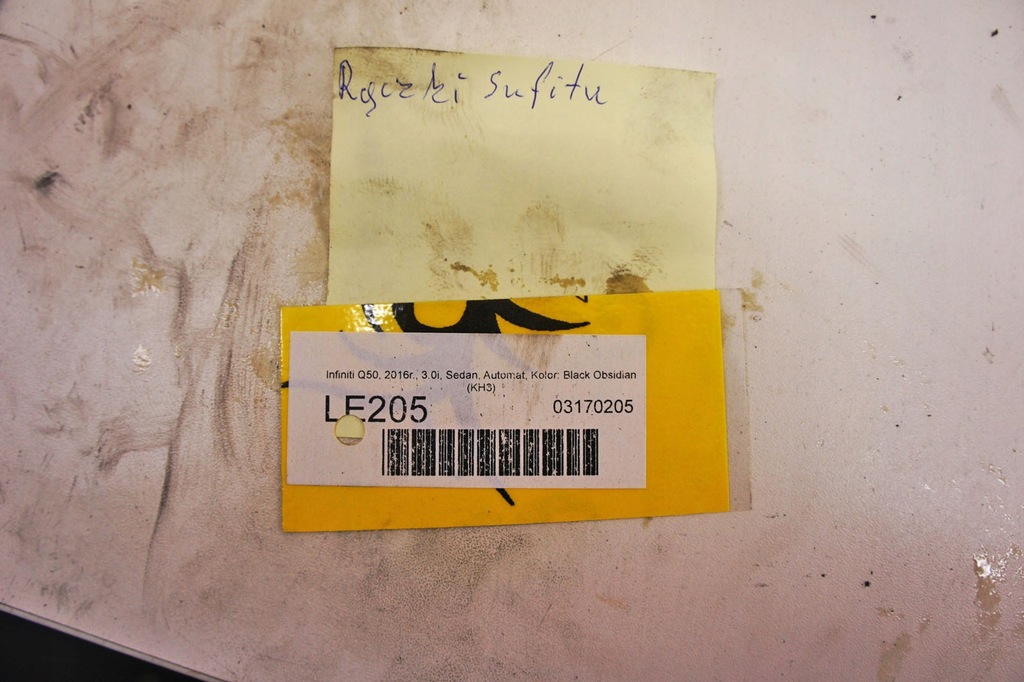 Rączki sufitu
Infiniti Q50, 2016r., 3.0i, Sedan, Automat, Kolor: Black Obsidian
(KH3)
LE205
03170205